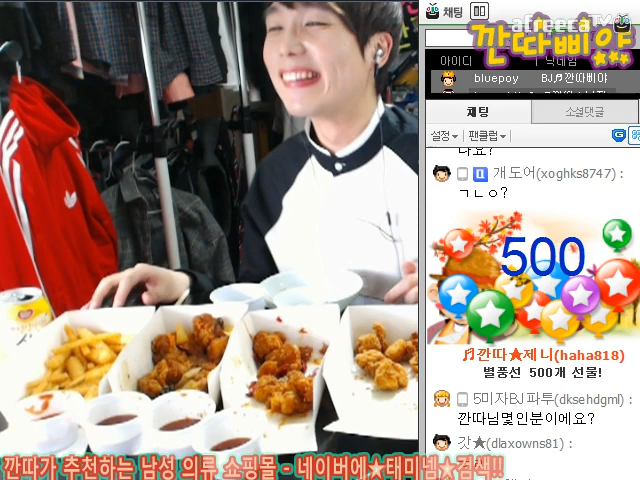 채팅
afreecaTV
깐따삐야
아이디
닉네임
bluepoy BJ♬깐따삐야
채팅
소셜댓글
설정
팬클럽
나요?
개도어(xoghks8747) :
ㄱㄴㅇ?
500
♬깐따★제니(haha818)
별풍선 500개 선물!
5미자BJ파투(dksehdgml) :
깐따님몇인분이에요?
갓★(dlaxowns81) :
깐따가 추천하는 남성 의류 쇼핑몰 - 네이버에★태미넴★검색!!